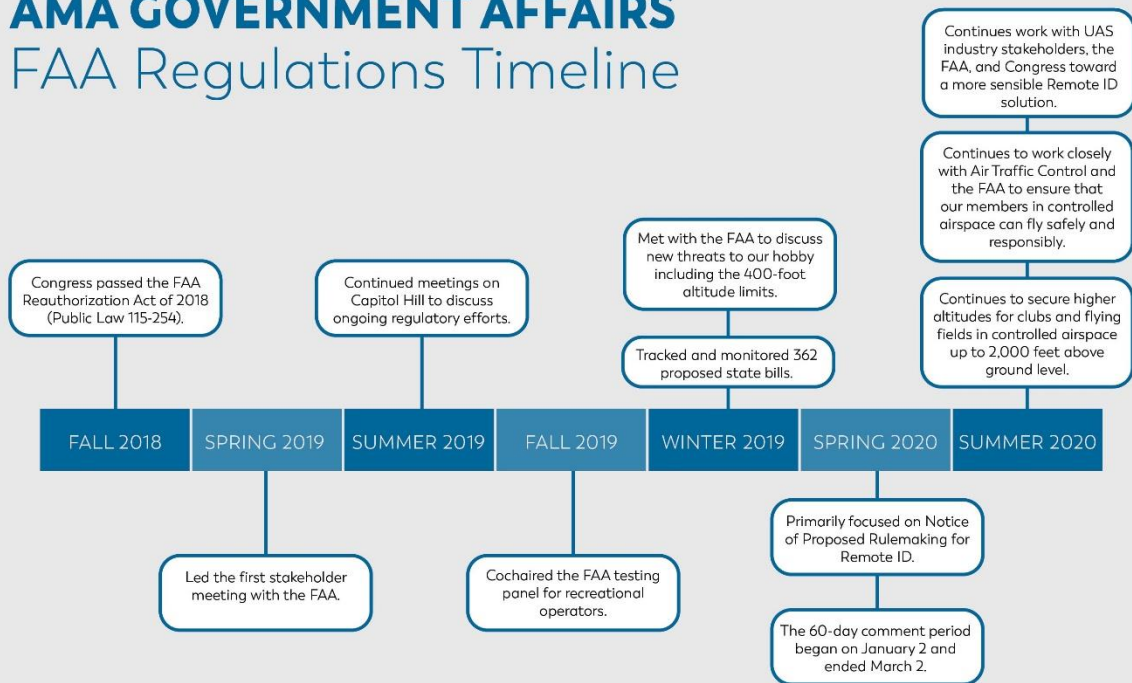 AMA GOVERNMENT AFFAIRS
FAA Regulations Timeline
Continues work with UAS
industry stakeholders, the
FAA, and Congress toward
a more sensible Remote ID
solution.
Continues to work closely
with Air Traffic Control and
the FAA to ensure that
our members in controlled
airspace can fly safely and
responsibly.
Continues to secure higher
altitudes for clubs and flying
fields in controlled airspace
up to 2,000 feet above
ground level.
Met with the FAA to discuss
new threats to our hobby
including the 400-foot
altitude limits.
Tracked and monitored 362
proposed state bills.
Congress passed the FAA
Reauthorization Act of 2018
(Public Law 115-254).
Continued meetings on
Capitol Hill to discuss
ongoing regulatory efforts.
FALL 2018
SPRING 2019
SUMMER 2019
FALL 2019
WINTER 2019
SPRING 2020
SUMMER 2020
Led the first stakeholder
meeting with the FAA.
Cochaired the FAA testing
panel for recreational
operators.
Primarily focused on Notice
of Proposed Rulemaking for
Remote ID.
The 60-day comment period
began on January 2 and
ended March 2.